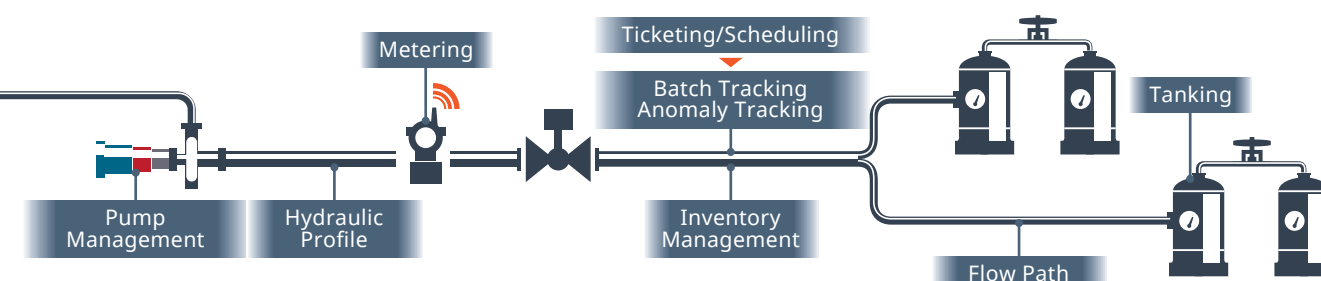 Ticketing/Scheduling
Metering
Batch Tracking
Anomaly Tracking
Tanking
Pump
Management
Hydraulic
Profile
Inventory
Management
Flow Path